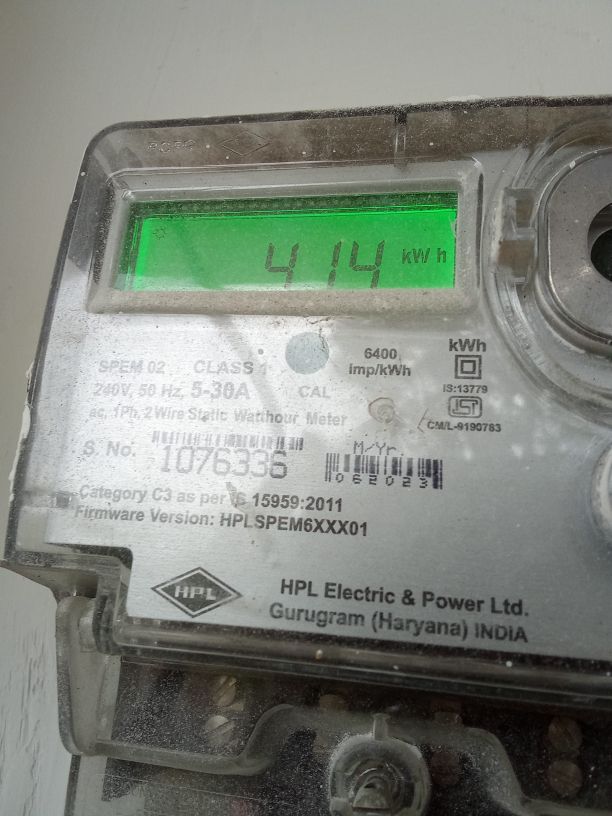 414 kWh
6400
imp/kWh
kWh
SPEM 02 CLASS 1
240V, 50 Hz, 5-30A CAL
IS:13779
ac, 1Ph, 2 Wire Static Watthour Meter
CM/L-9190783
S. No. 1076336
M/Yr.
062023
Category C3 as per IS 15959:2011
Firmware Version: HPLSPEM6XXX01
HPL
HPL Electric & Power Ltd.
Gurugram (Haryana) INDIA